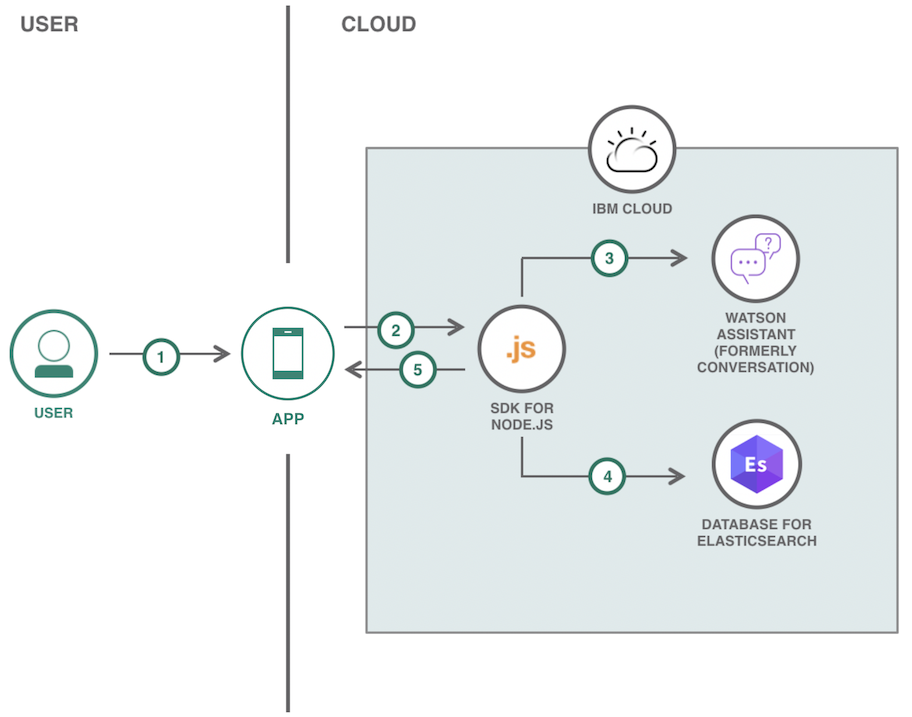 USER
CLOUD
IBM CLOUD
3
?
WATSON
ASSISTANT
(FORMERLY
CONVERSATION)
2
1
.js
5
USER
APP
SDK FOR
NODE.JS
4
Es
DATABASE FOR
ELASTICSEARCH